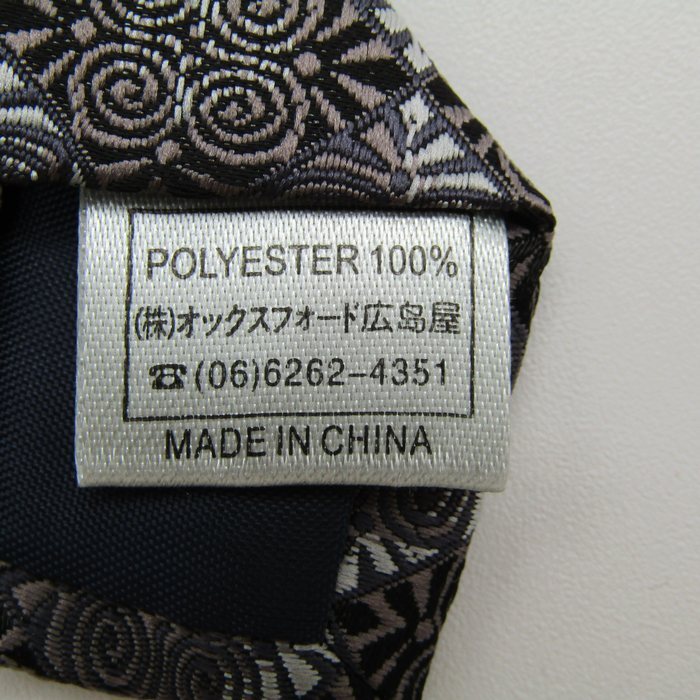 POLYESTER 100%
(株)オックスフォード広島屋
☎(06)6262-4351
MADE IN CHINA